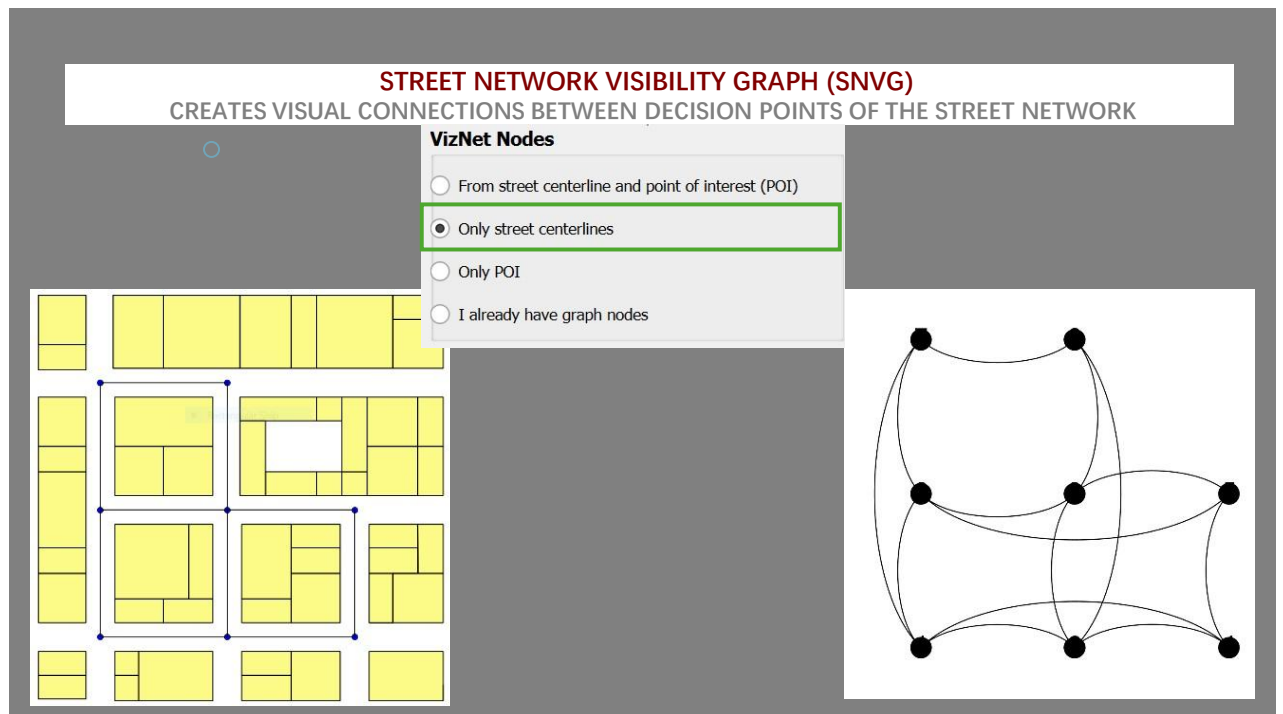 STREET NETWORK VISIBILITY GRAPH (SNVG)
CREATES VISUAL CONNECTIONS BETWEEN DECISION POINTS OF THE STREET NETWORK
VizNet Nodes
From street centerline and point of interest (POI)
Only street centerlines
Only POI
I already have graph nodes